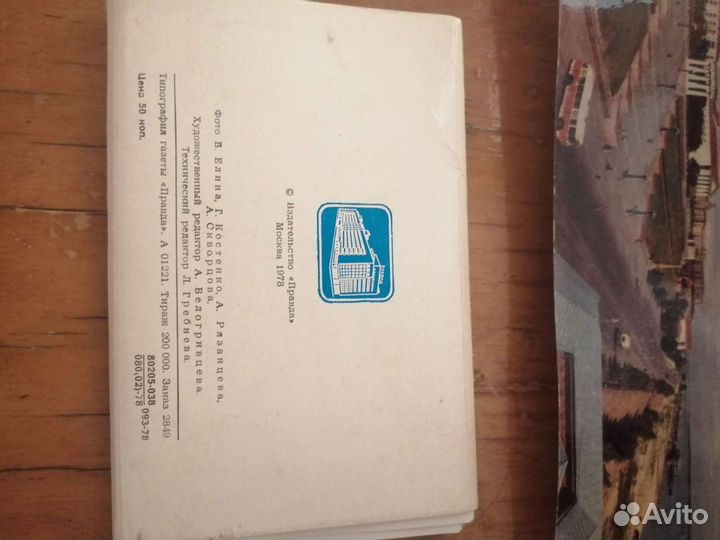 © Издательство «Правда»
Москва 1978
Фото В. Елина, Г. Костенко, А. Рязанцева,
А. Скворцова.
Художественный редактор А. Белогривцева.
Технический редактор Л. Гребнева.
80205-038
080(02)-78 093-78
Типография газеты «Правда». А 01221. Тираж 200 000. Заказ 2849
Цена 50 коп.
Avito